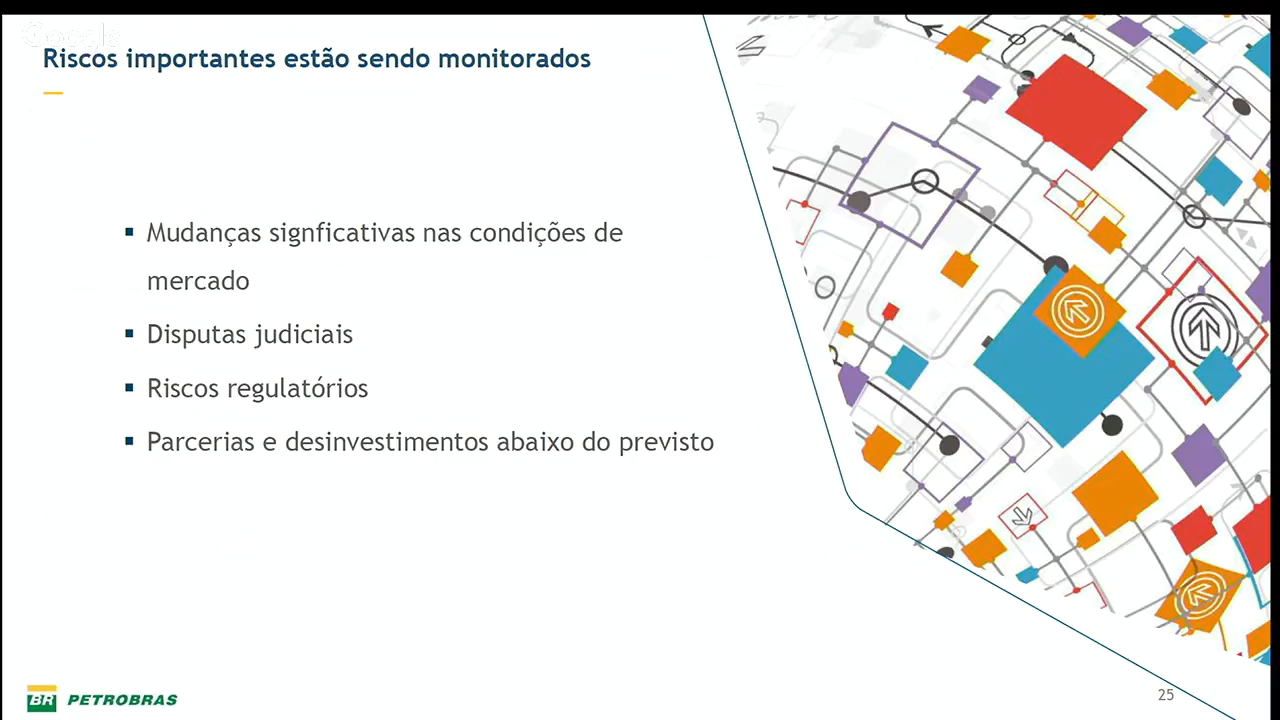 Google
Riscos importantes estão sendo monitorados
▪ Mudanças signficativas nas condições de
mercado
▪ Disputas judiciais
▪ Riscos regulatórios
▪ Parcerias e desinvestimentos abaixo do previsto
BR PETROBRAS
25